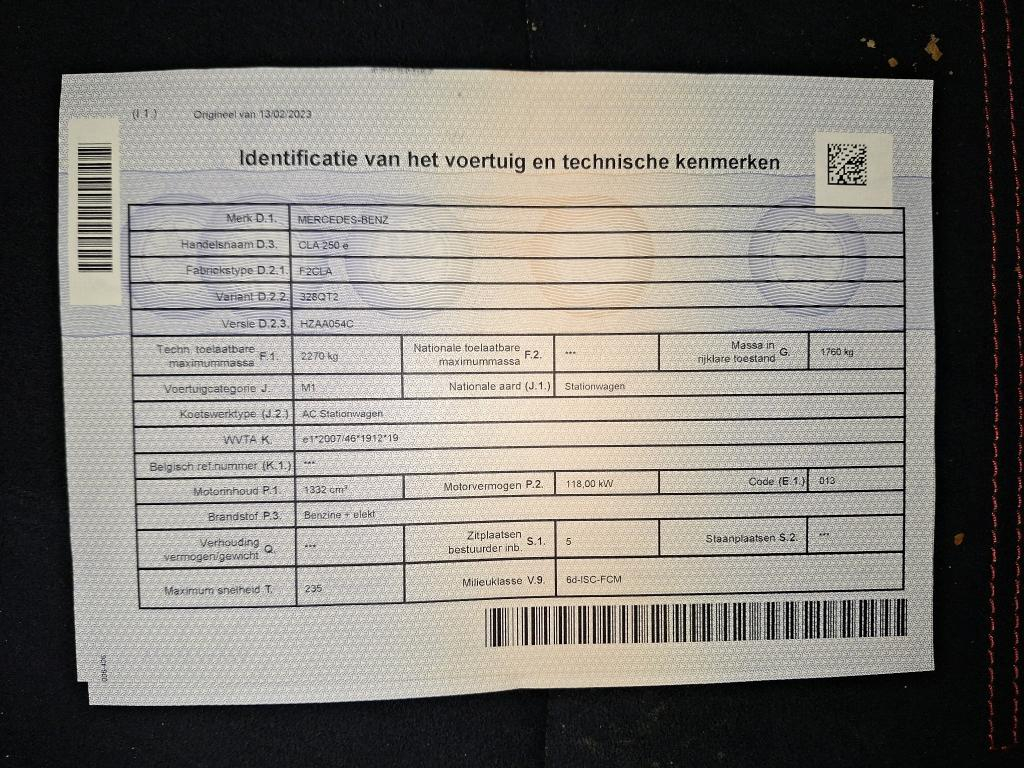 (I.1.) Origineel van 13/02/2023
Identificatie van het voertuig en technische kenmerken
Merk D.1. MERCEDES-BENZ
Handelsnaam D.3. CLA 250 e
Fabriekstype D.2.1. F2CLA
Variant D.2.2. 328QT2
Versie D.2.3. HZAA054C
Techn. toelaatbare maximummassa F.1. 2270 kg Nationale toelaatbare maximummassa F.2. *** Massa in rijklare toestand G. 1760 kg
Voertuigcategorie J. M1 Nationale aard (J.1.) Stationwagen
Koetswerktype (J.2.) AC Stationwagen
WVTA K. e1*2007/46*1912*19
Belgisch ref.nummer (K.1.) ***
Motorinhoud P.1. 1332 cm³ Motorvermogen P.2. 118,00 kW Code (E.1.) 013
Brandstof P.3. Benzine + elekt
Verhouding vermogen/gewicht Q. *** Zitplaatsen bestuurder inb. S.1. 5 Staanplaatsen S.2. ***
Maximum snelheid T. 235 Milieuklasse V.9. 6d-ISC-FCM